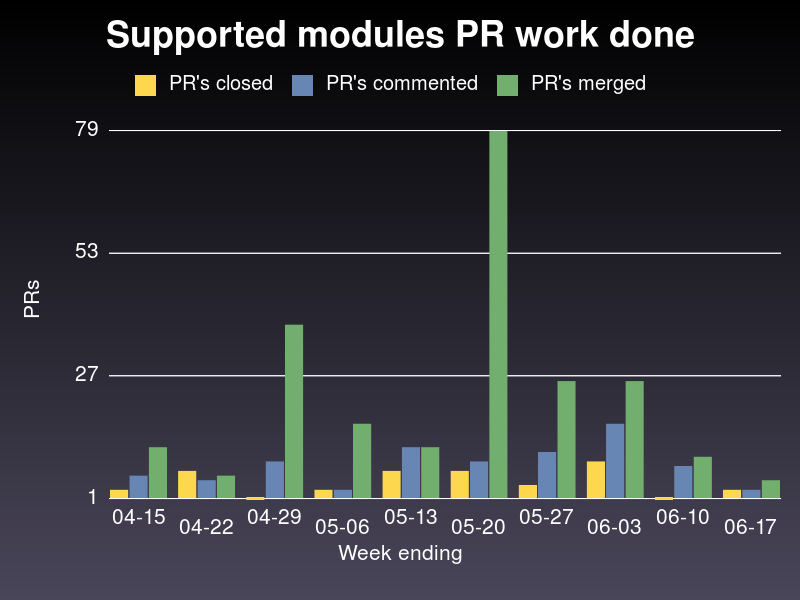 Supported modules PR work done
PR's closed PR's commented PR's merged
79
53
27
1
PRs
04-15 04-22 04-29 05-06 05-13 05-20 05-27 06-03 06-10 06-17
Week ending